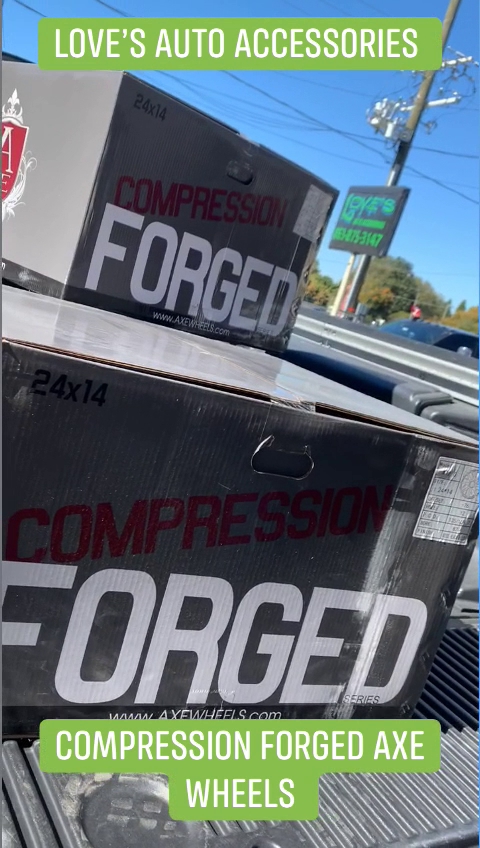 LOVE'S AUTO ACCESSORIES
24x14
COMPRESSION
FORGED
WWW.AXEWHEELS.COM
LOVE'S
24x14
COMPRESSION
FORGED
SERIES
WWW.AXEWHEELS.com
COMPRESSION FORGED AXE
WHEELS